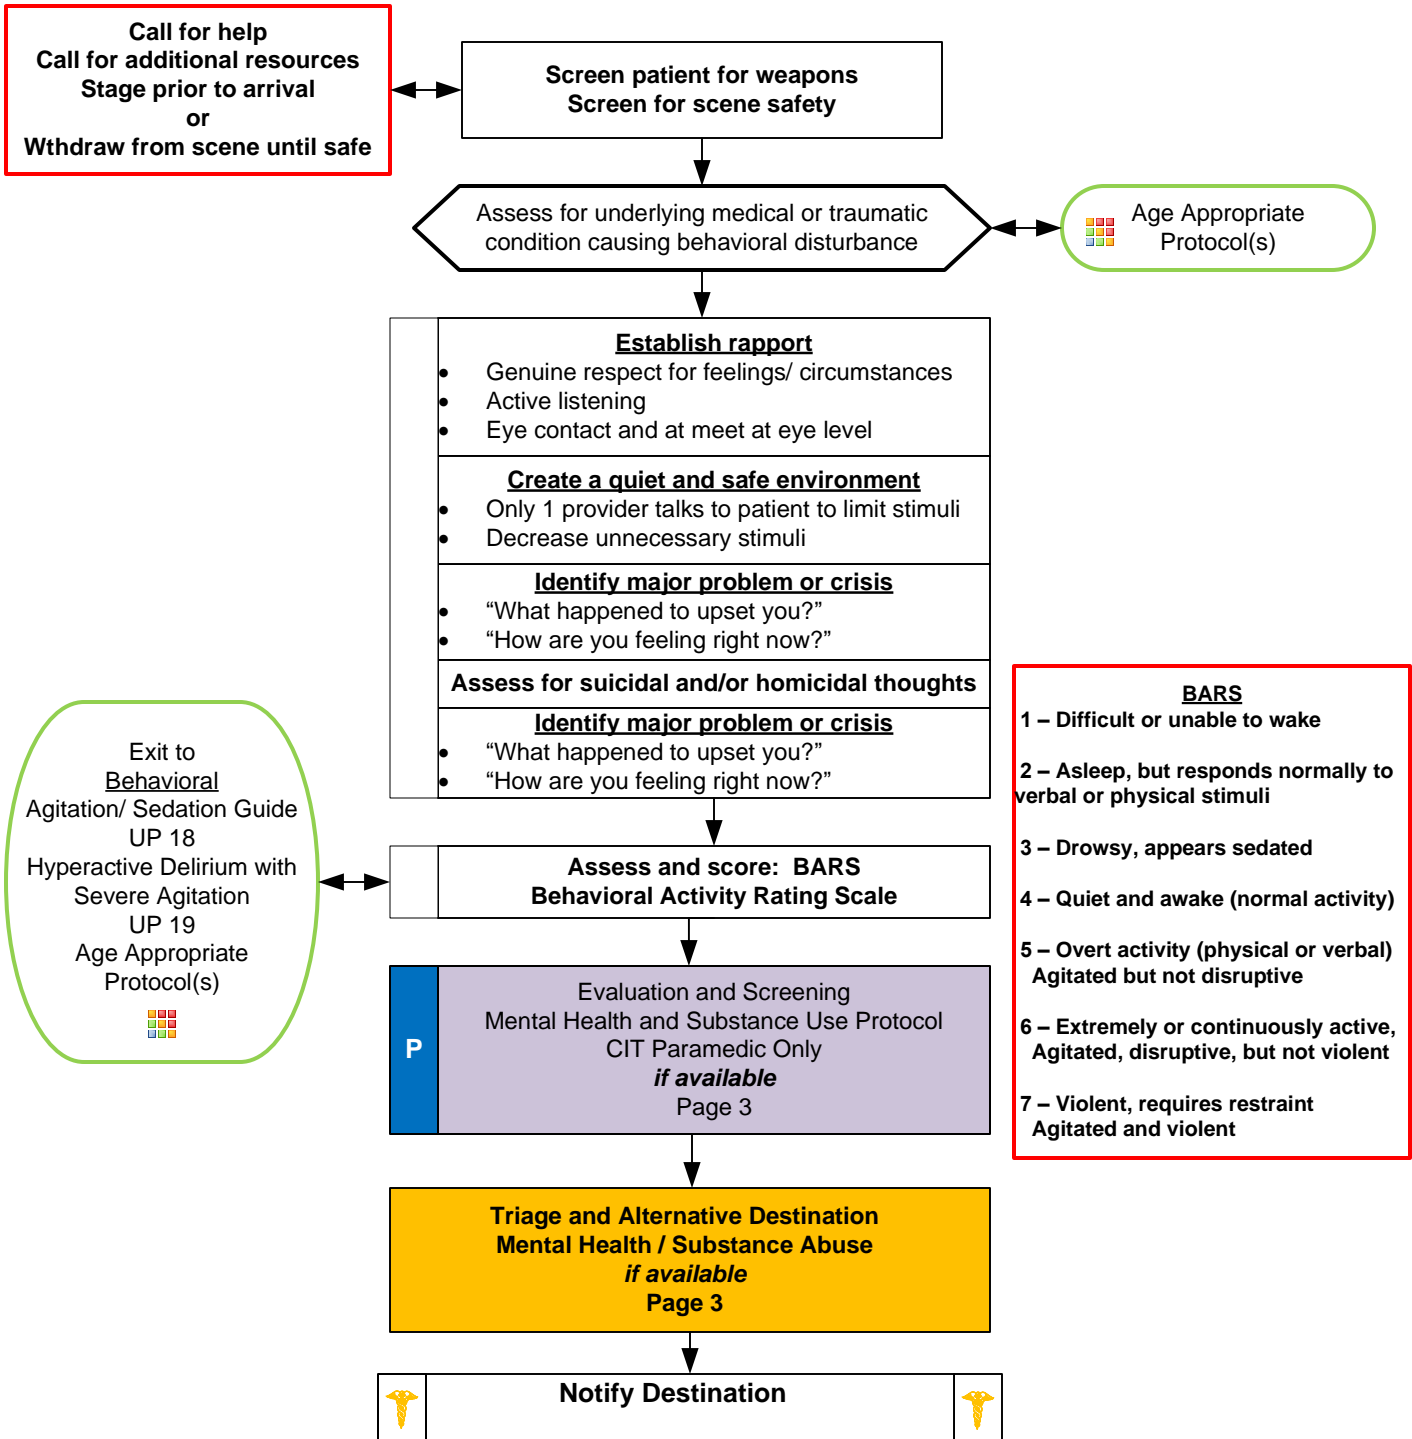 Call for help
Call for additional resources
Stage prior to arrival
or
Wthdraw from scene until safe
Screen patient for weapons
Screen for scene safety
Assess for underlying medical or traumatic
condition causing behavioral disturbance
Age Appropriate
Protocol(s)
Establish rapport
• Genuine respect for feelings/ circumstances
• Active listening
• Eye contact and at meet at eye level
Create a quiet and safe environment
• Only 1 provider talks to patient to limit stimuli
• Decrease unnecessary stimuli
Identify major problem or crisis
• “What happened to upset you?”
• “How are you feeling right now?”
Assess for suicidal and/or homicidal thoughts
Identify major problem or crisis
• “What happened to upset you?”
• “How are you feeling right now?”
Exit to
Behavioral
Agitation/ Sedation Guide
UP 18
Hyperactive Delirium with
Severe Agitation
UP 19
Age Appropriate
Protocol(s)
BARS
1 – Difficult or unable to wake
2 – Asleep, but responds normally to
verbal or physical stimuli
3 – Drowsy, appears sedated
4 – Quiet and awake (normal activity)
5 – Overt activity (physical or verbal)
Agitated but not disruptive
6 – Extremely or continuously active,
Agitated, disruptive, but not violent
7 – Violent, requires restraint
Agitated and violent
Assess and score: BARS
Behavioral Activity Rating Scale
P
Evaluation and Screening
Mental Health and Substance Use Protocol
CIT Paramedic Only
if available
Page 3
Triage and Alternative Destination
Mental Health / Substance Abuse
if available
Page 3
Notify Destination